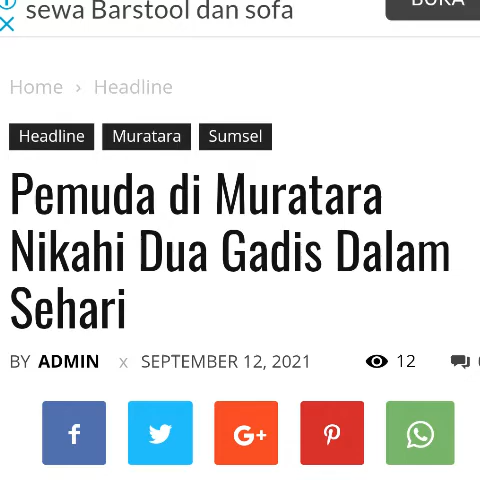 sewa Barstool dan sofa
BUKA
Home › Headline
Headline Muratara Sumsel
Pemuda di Muratara
Nikahi Dua Gadis Dalam
Sehari
BY ADMIN x SEPTEMBER 12, 2021 12
f G+